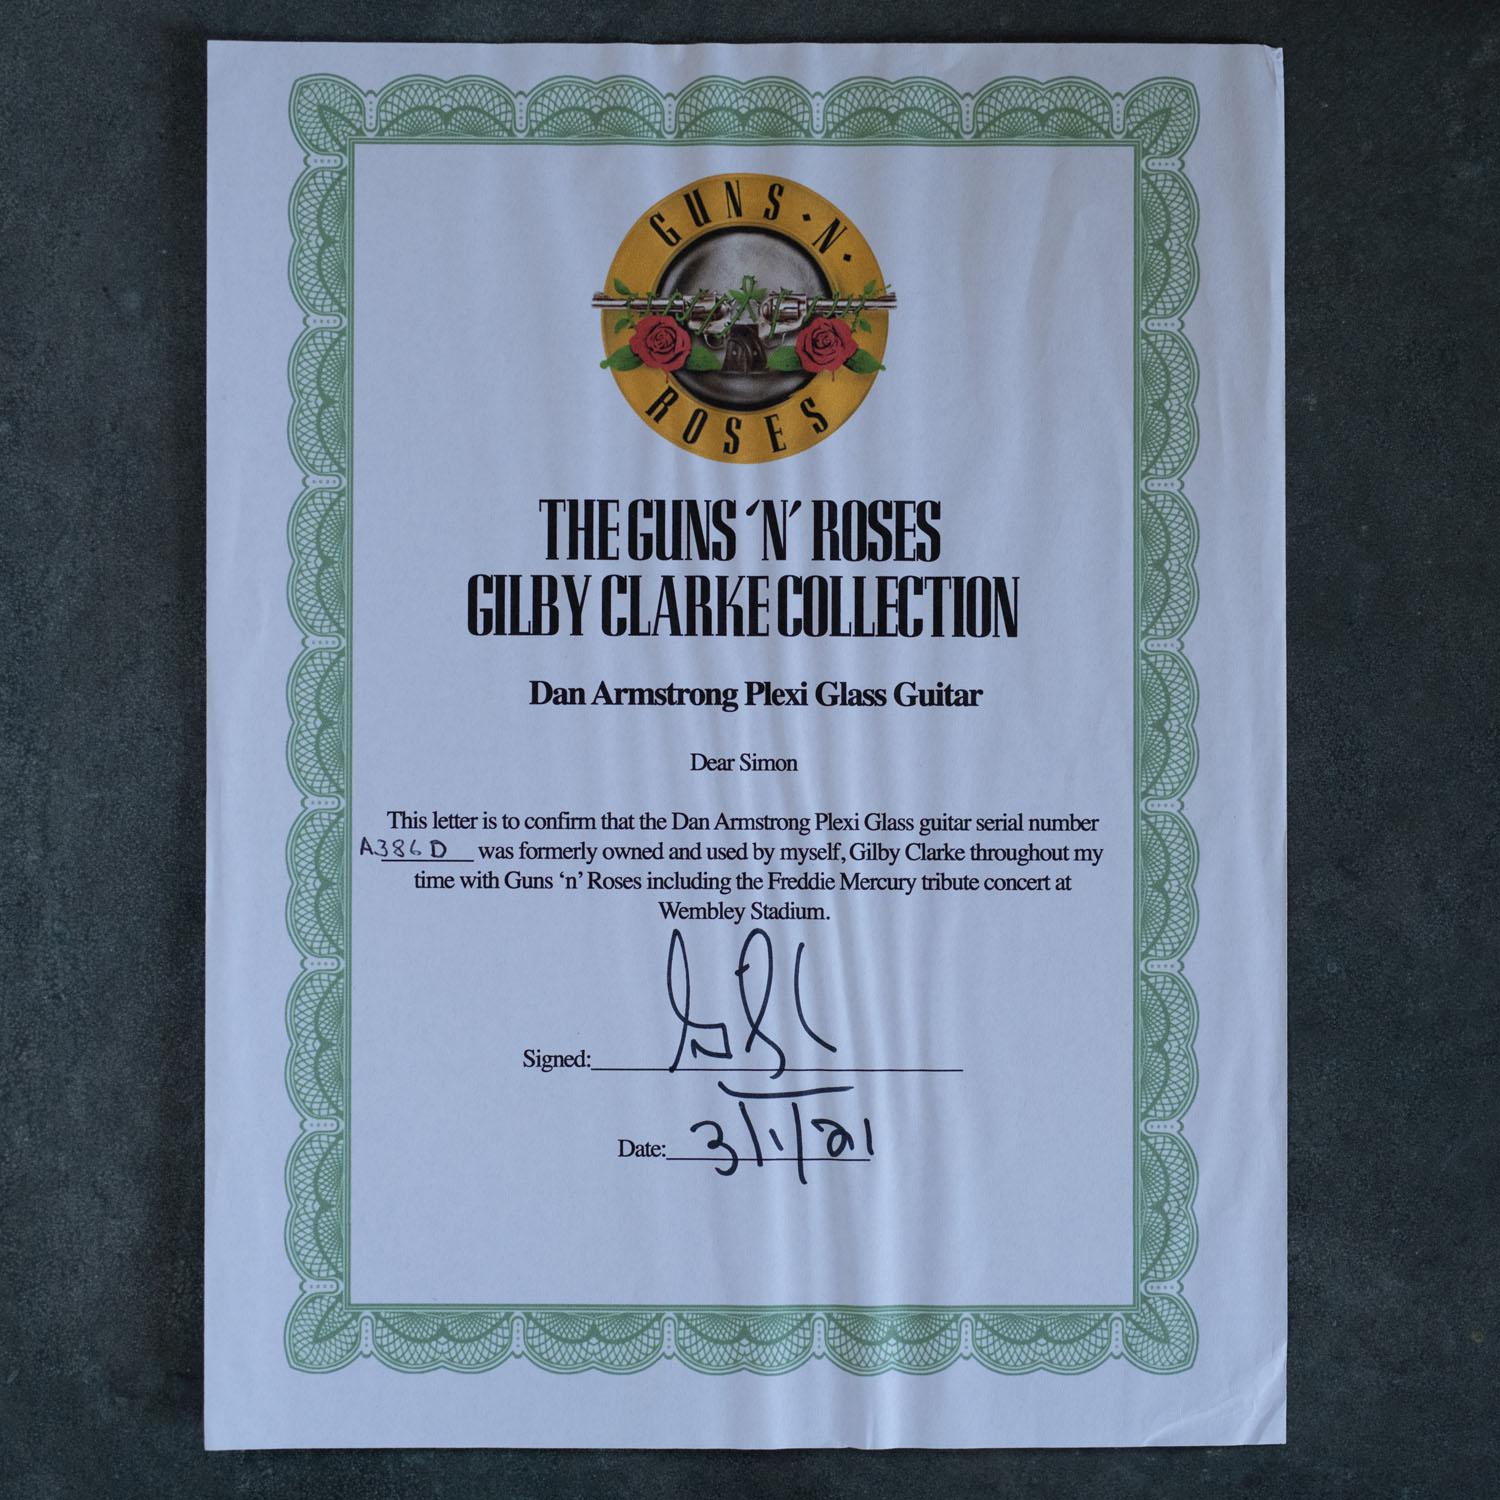 GUNS · N ·
ROSES
THE GUNS ‘N’ ROSES
GILBY CLARKE COLLECTION
Dan Armstrong Plexi Glass Guitar
Dear Simon
This letter is to confirm that the Dan Armstrong Plexi Glass guitar serial number
A386D was formerly owned and used by myself, Gilby Clarke throughout my
time with Guns ‘n’ Roses including the Freddie Mercury tribute concert at
Wembley Stadium.
Signed:
Date: 3/1/21